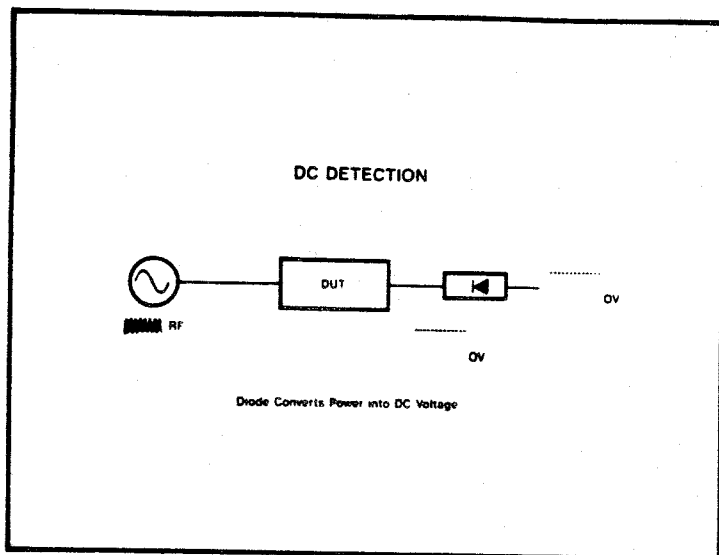 DC DETECTION
DUT
OV
RF
OV
Diode Converts Power into DC Voltage